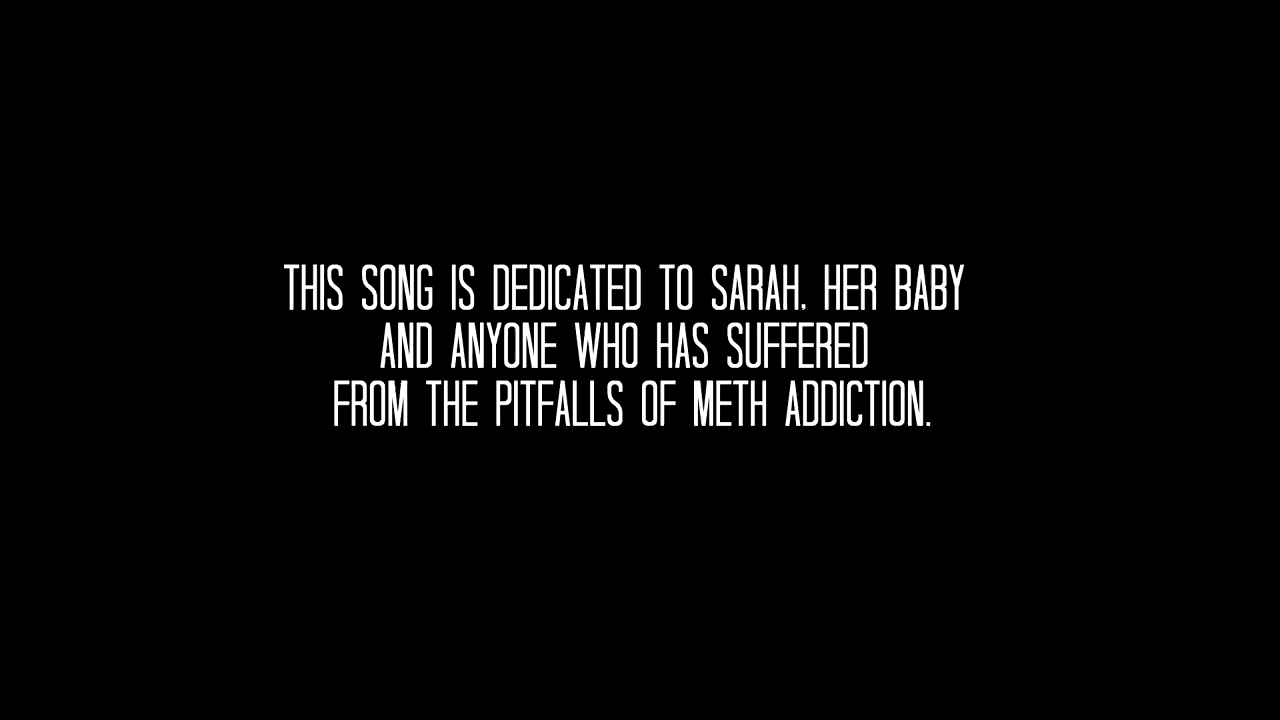 THIS SONG IS DEDICATED TO SARAH, HER BABY
AND ANYONE WHO HAS SUFFERED
FROM THE PITFALLS OF METH ADDICTION.